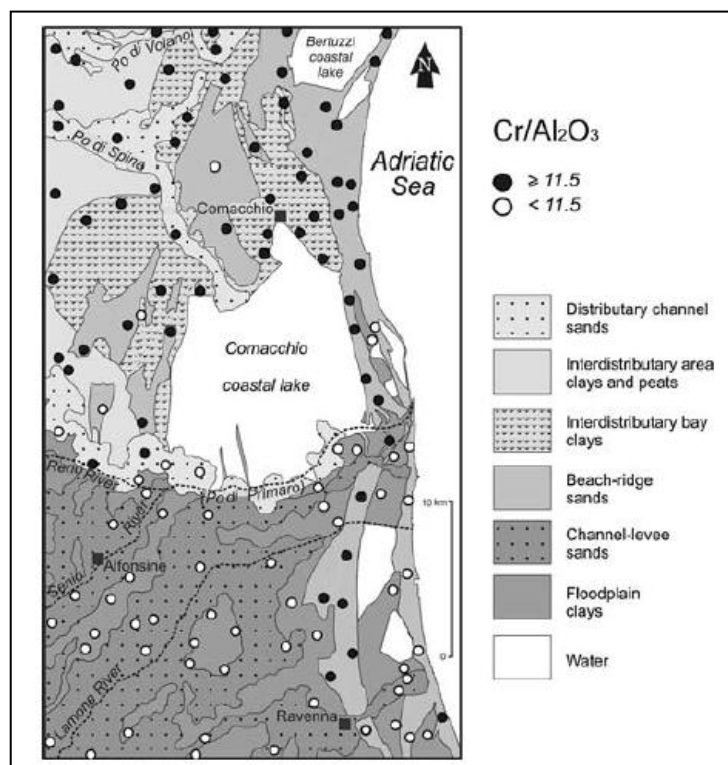 Po di Volano
Bertuzzi
coastal
lake
N
Cr/Al₂O₃
≥ 11.5
< 11.5
Adriatic
Sea
Po di Spina
Comacchio
Comacchio
coastal lake
Distributary channel
sands
Interdistributary area
clays and peats
Interdistributary bay
clays
Beach-ridge
sands
Channel-levee
sands
Floodplain
clays
Water
Reno River
(Po di Primaro)
10 km
0
River
Senio
Alfonsine
Lamone River
Ravenna